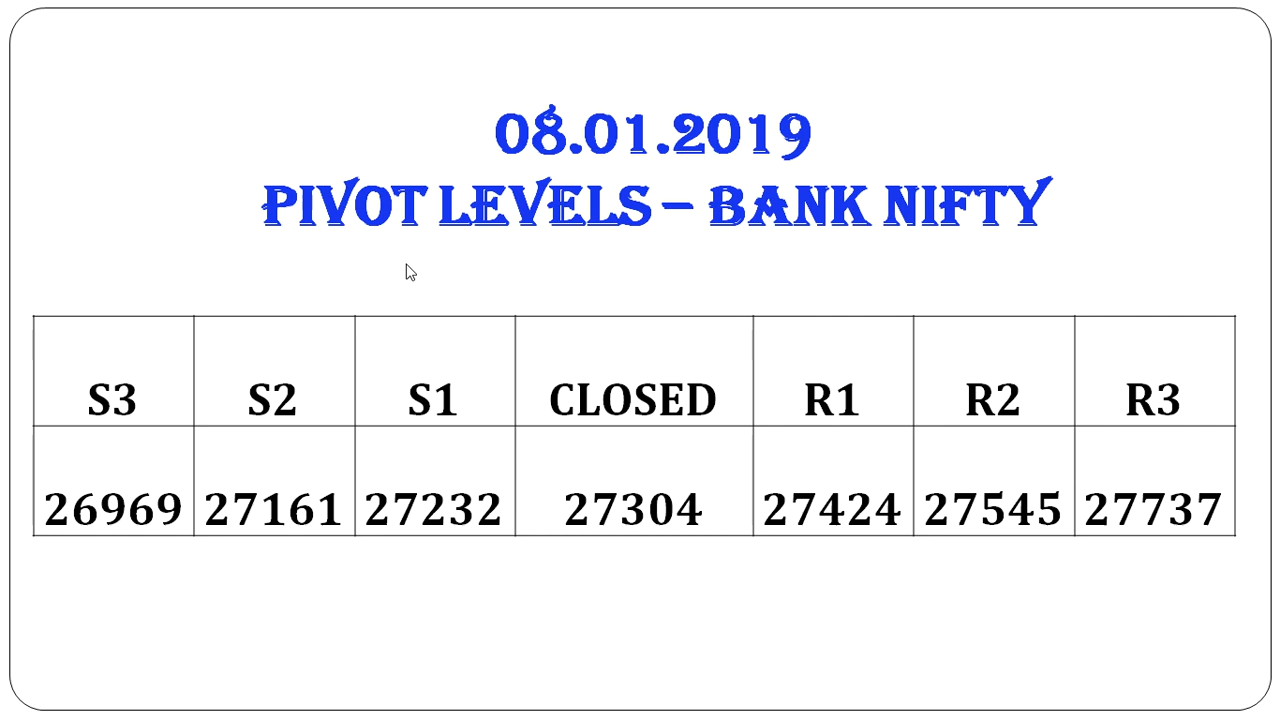 08.01.2019
PIVOT LEVELS – BANK NIFTY
S3 S2 S1 CLOSED R1 R2 R3
26969 27161 27232 27304 27424 27545 27737